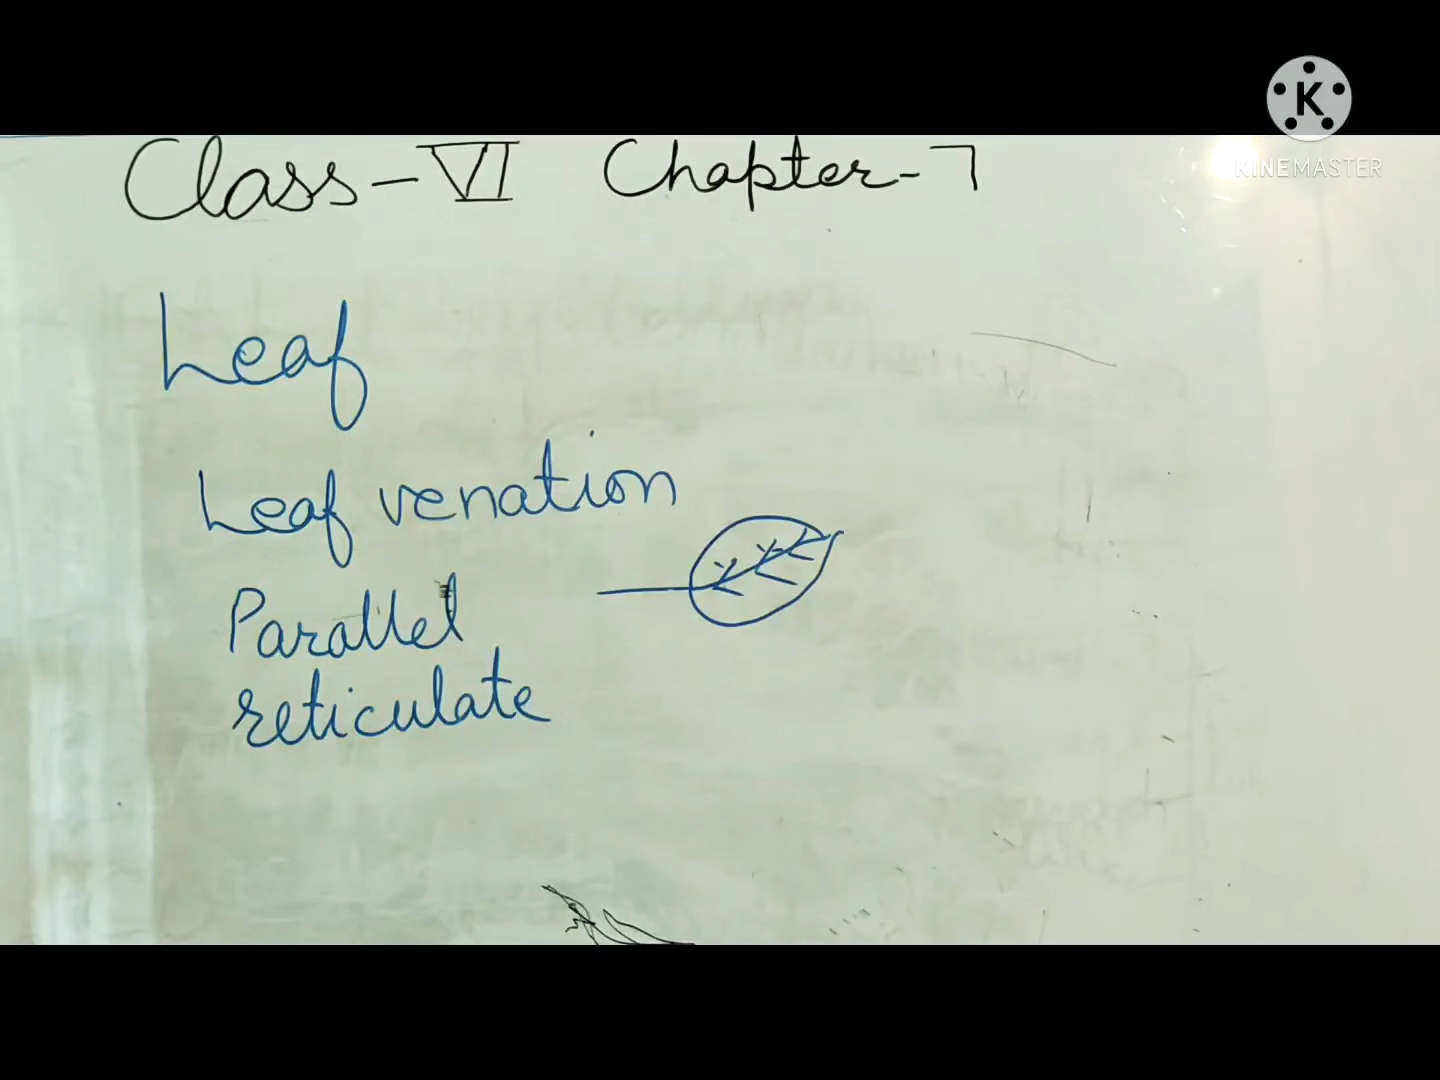 K
KINEMASTER
Class-VI Chapter-7
Leaf
Leaf venation
Parallel
reticulate